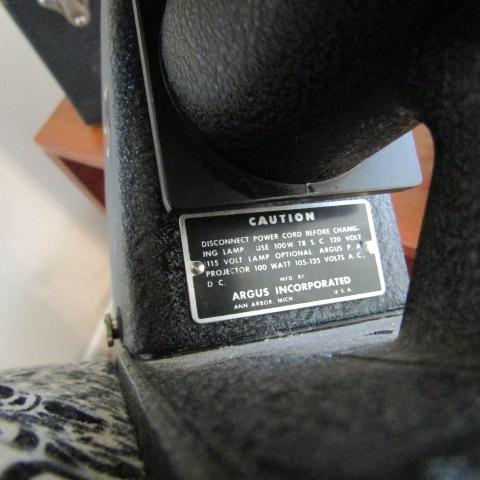 CAUTION
DISCONNECT POWER CORD BEFORE CHANG-
ING LAMP USE 100W T8 S.C. 120 VOLT
115 VOLT LAMP OPTIONAL ARGUS P.A.
PROJECTOR 100 WATT 105-125 VOLTS A.C.,
D C.
MFD. BY
ARGUS INCORPORATED
ANN ARBOR, MICH. U.S.A.